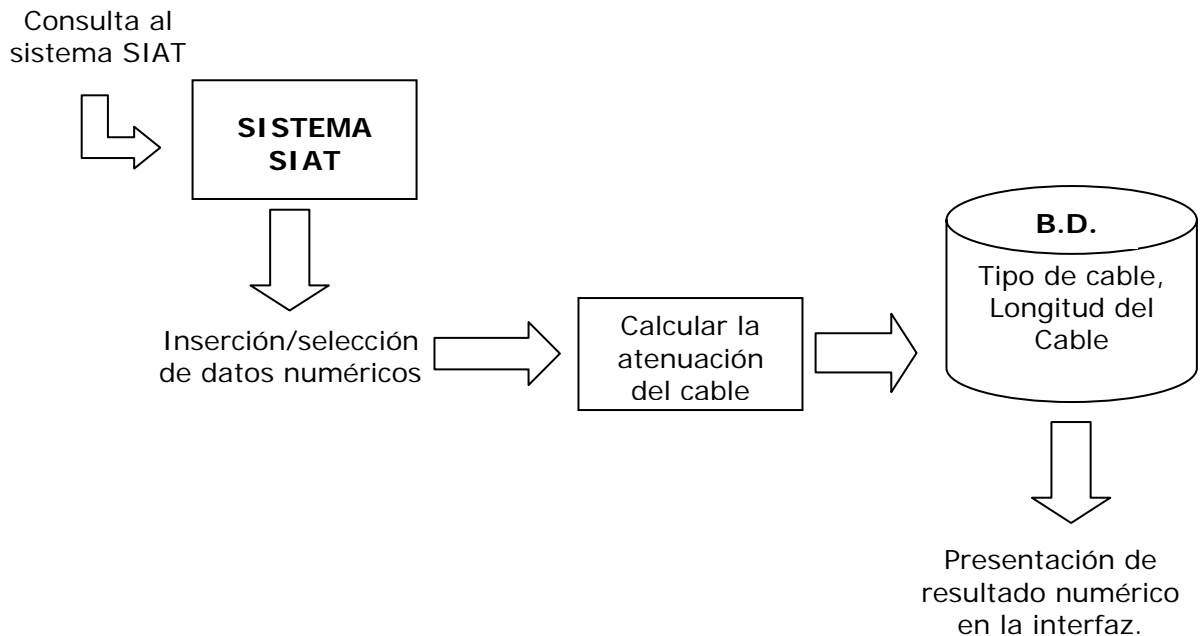 Consulta al
sistema SIAT
SISTEMA
SIAT
Inserción/selección
de datos numéricos
Calcular la
atenuación
del cable
B.D.
Tipo de cable,
Longitud del
Cable
Presentación de
resultado numérico
en la interfaz.